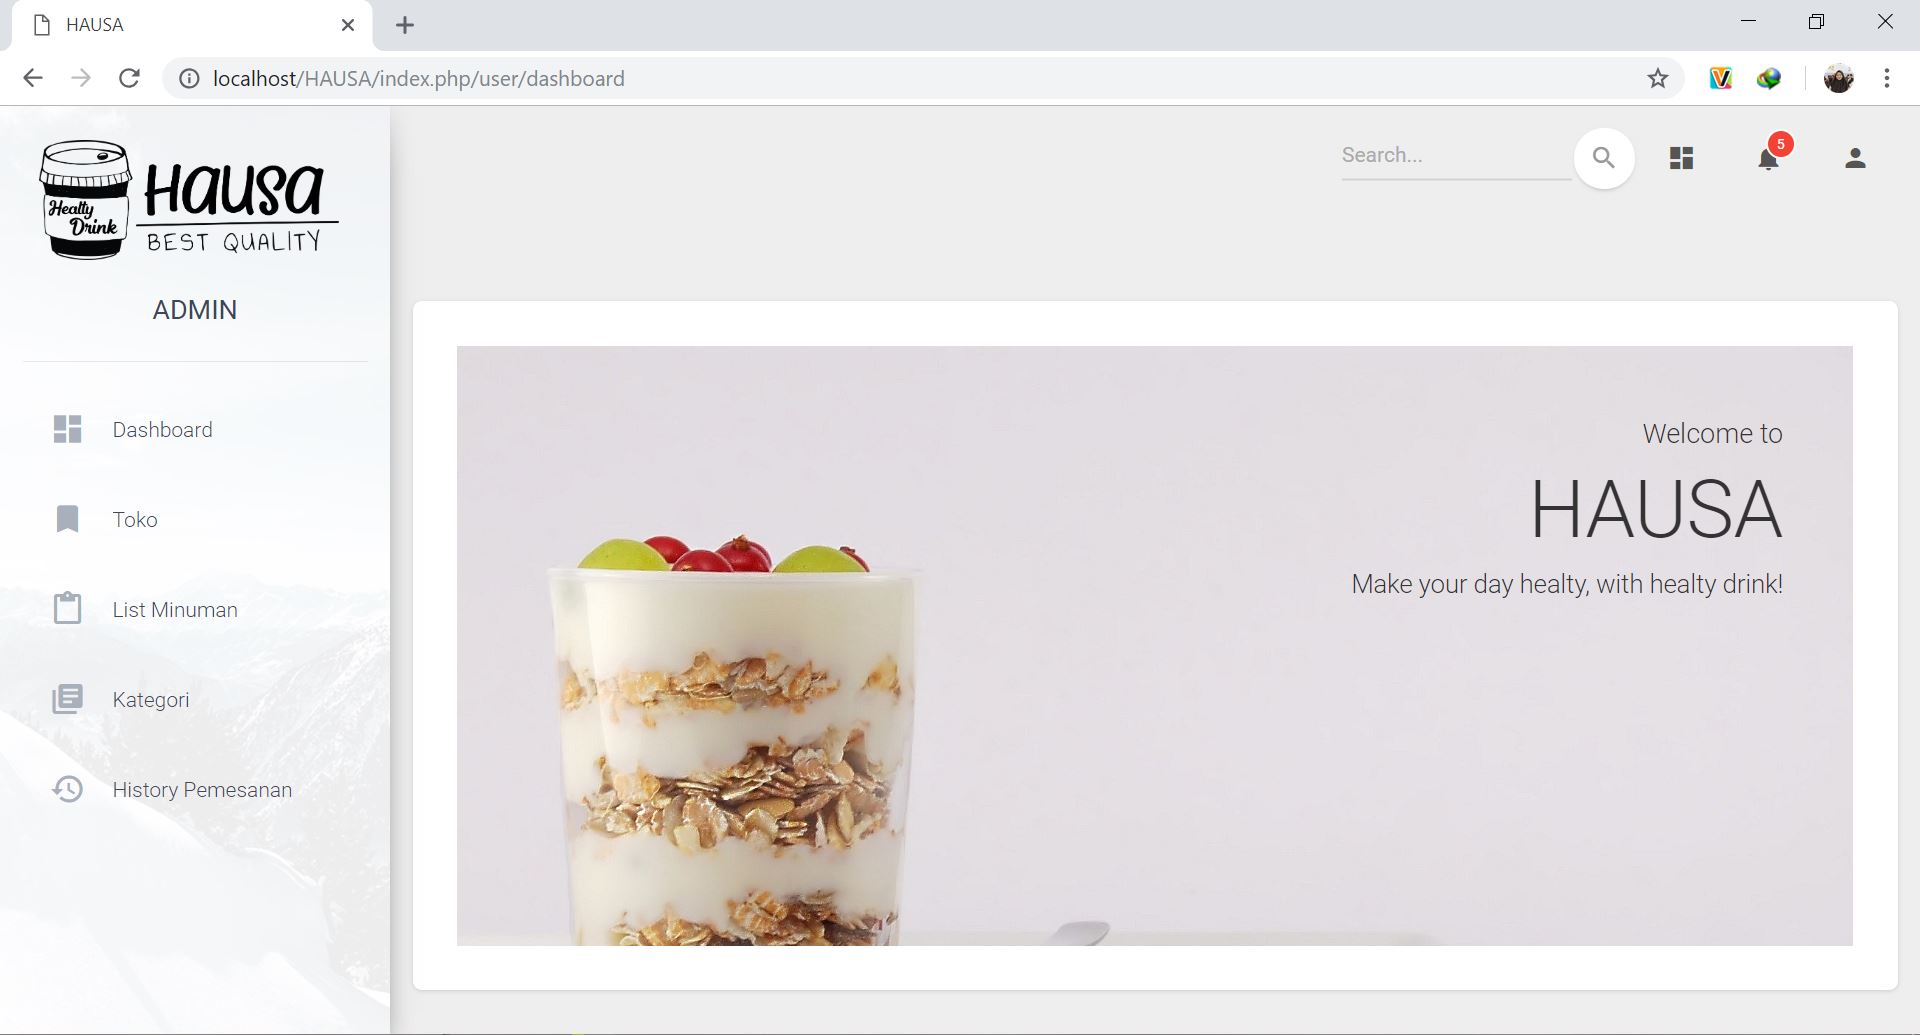 HAUSA
localhost/HAUSA/index.php/user/dashboard
Healty
Drink
Hausa
BEST QUALITY
ADMIN
Dashboard
Toko
List Minuman
Kategori
History Pemesanan
Search...
5
Welcome to
HAUSA
Make your day healty, with healty drink!